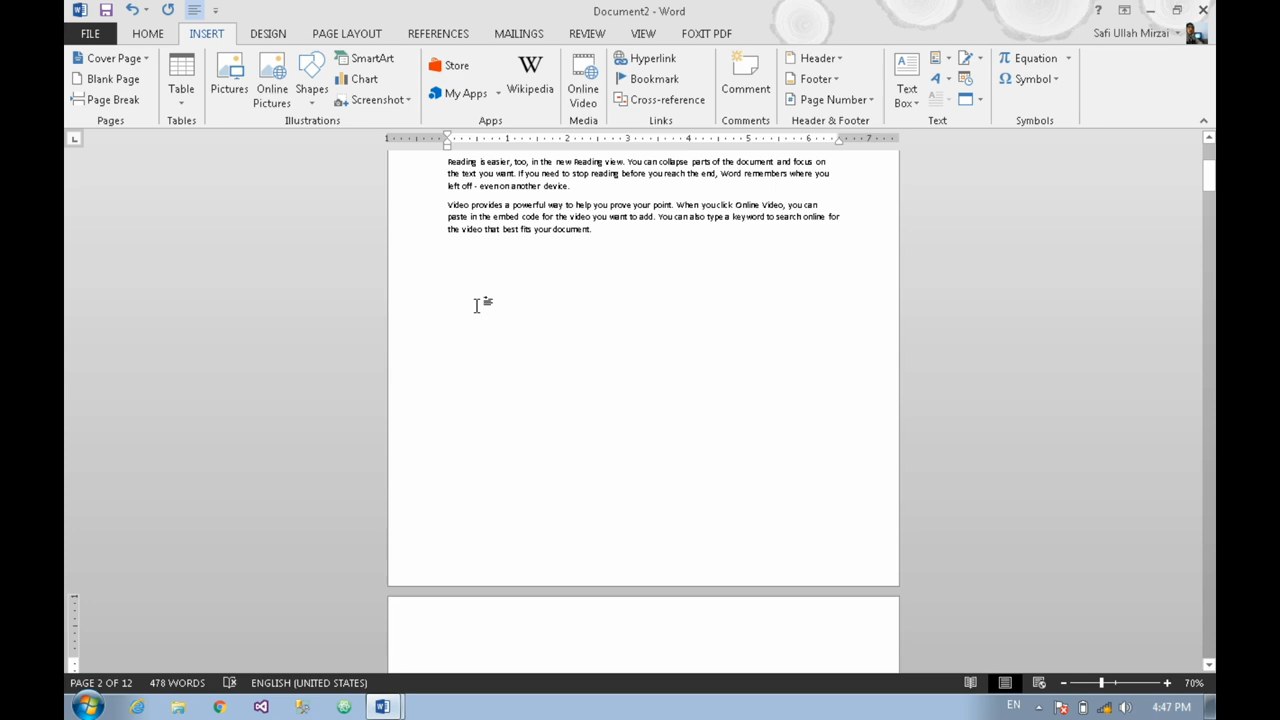 Document2 - Word
?
FILE HOME INSERT DESIGN PAGE LAYOUT REFERENCES MAILINGS REVIEW VIEW FOXIT PDF Safi Ullah Mirzai
Cover Page
Blank Page
Page Break
Pages
Table
Tables
Pictures
Online Pictures
Shapes
SmartArt
Chart
Screenshot
Illustrations
Store
My Apps
W
Wikipedia
Apps
Online Video
Media
Hyperlink
Bookmark
Cross-reference
Links
Comment
Comments
Header
Footer
Page Number
Header & Footer
A
Text Box
Text
π Equation
Ω Symbol
Symbols
1 1 2 3 4 5 6 7
Reading is easier, too, in the new Reading view. You can collapse parts of the document and focus on
the text you want. If you need to stop reading before you reach the end, Word remembers where you
left off - even on another device.
Video provides a powerful way to help you prove your point. When you click Online Video, you can
paste in the embed code for the video you want to add. You can also type a keyword to search online for
the video that best fits your document.
PAGE 2 OF 12 478 WORDS ENGLISH (UNITED STATES) 70%
EN 4:47 PM